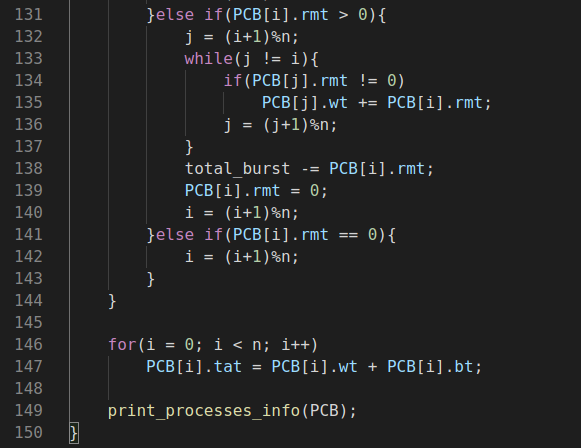 131 }else if(PCB[i].rmt > 0){
132 j = (i+1)%n;
133 while(j != i){
134 if(PCB[j].rmt != 0)
135 PCB[j].wt += PCB[i].rmt;
136 j = (j+1)%n;
137 }
138 total_burst -= PCB[i].rmt;
139 PCB[i].rmt = 0;
140 i = (i+1)%n;
141 }else if(PCB[i].rmt == 0){
142 i = (i+1)%n;
143 }
144 }
145
146 for(i = 0; i < n; i++)
147 PCB[i].tat = PCB[i].wt + PCB[i].bt;
148
149 print_processes_info(PCB);
150 }